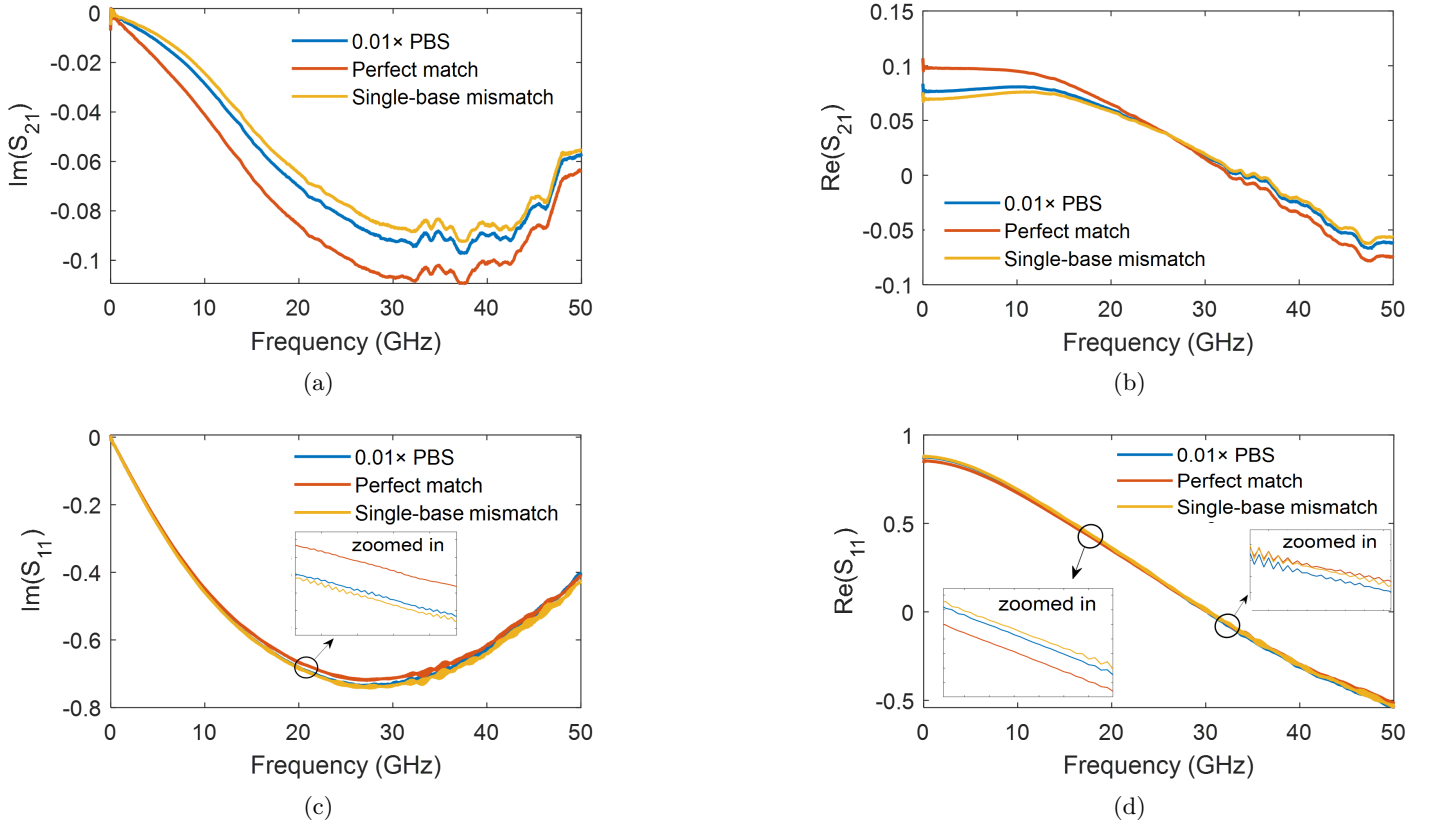 0
-0.02
-0.04
-0.06
-0.08
-0.1
Im(S21)
0.01× PBS
Perfect match
Single-base mismatch
0 10 20 30 40 50
Frequency (GHz)
(a)
0.15
0.1
0.05
0
-0.05
-0.1
Re(S21)
0.01× PBS
Perfect match
Single-base mismatch
0 10 20 30 40 50
Frequency (GHz)
(b)
0
-0.2
-0.4
-0.6
-0.8
Im(S11)
0.01× PBS
Perfect match
Single-base mismatch
zoomed in
0 10 20 30 40 50
Frequency (GHz)
(c)
1
0.5
0
-0.5
Re(S11)
0.01× PBS
Perfect match
Single-base mismatch
zoomed in
zoomed in
0 10 20 30 40 50
Frequency (GHz)
(d)